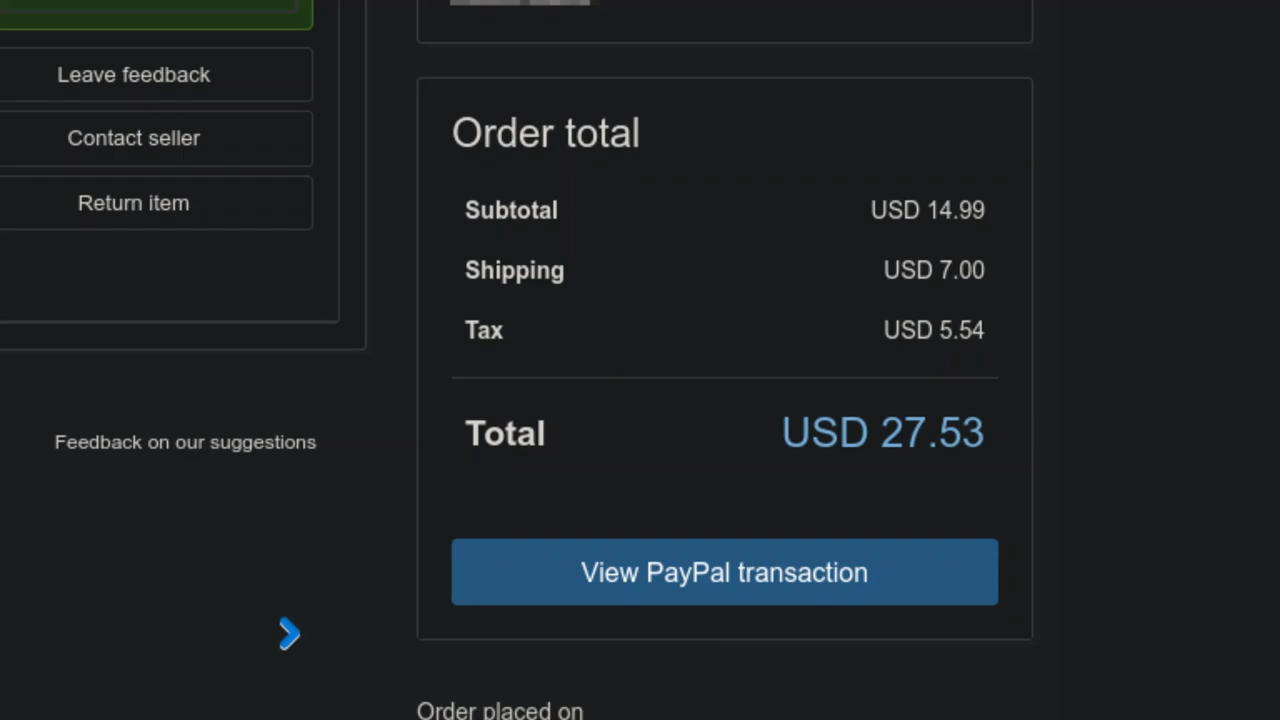 Leave feedback
Contact seller
Return item
Feedback on our suggestions
Order total
Subtotal USD 14.99
Shipping USD 7.00
Tax USD 5.54
Total USD 27.53
View PayPal transaction
Order placed on